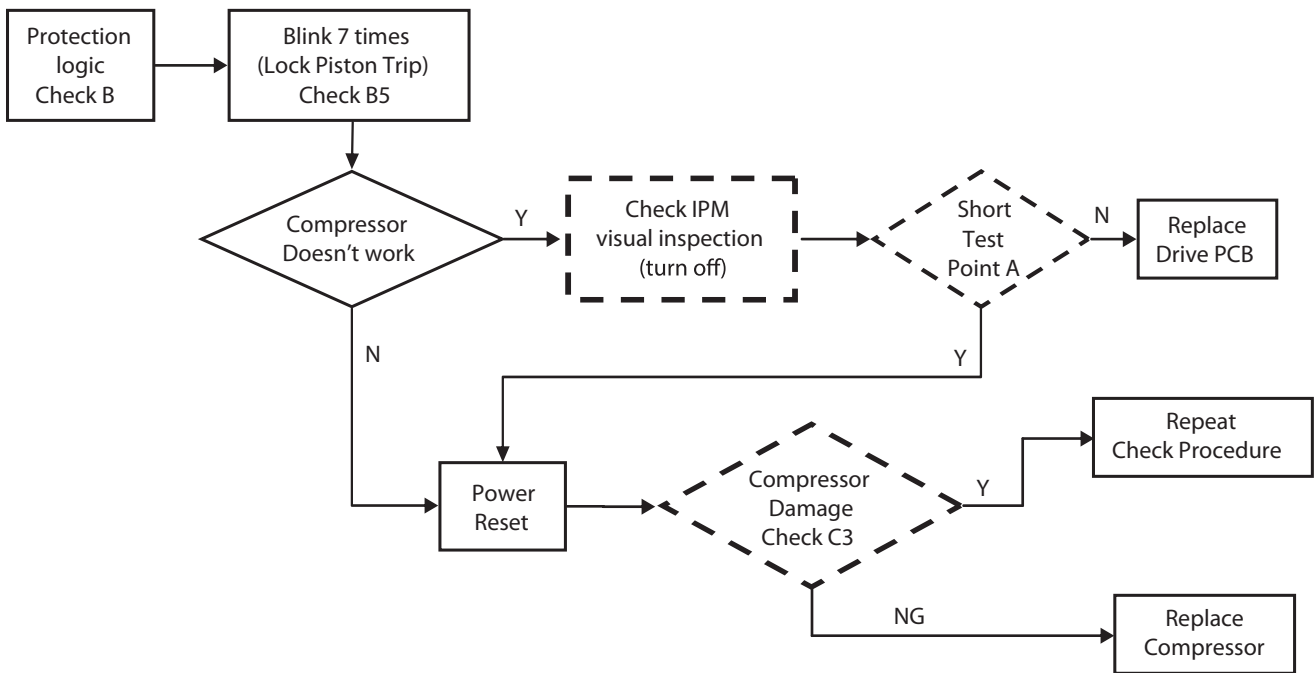 Protection
logic
Check B
Blink 7 times
(Lock Piston Trip)
Check B5
Compressor
Doesn't work
Y
Check IPM
visual inspection
(turn off)
Short
Test
Point A
N
Replace
Drive PCB
N
Y
Power
Reset
Compressor
Damage
Check C3
Y
Repeat
Check Procedure
NG
Replace
Compressor